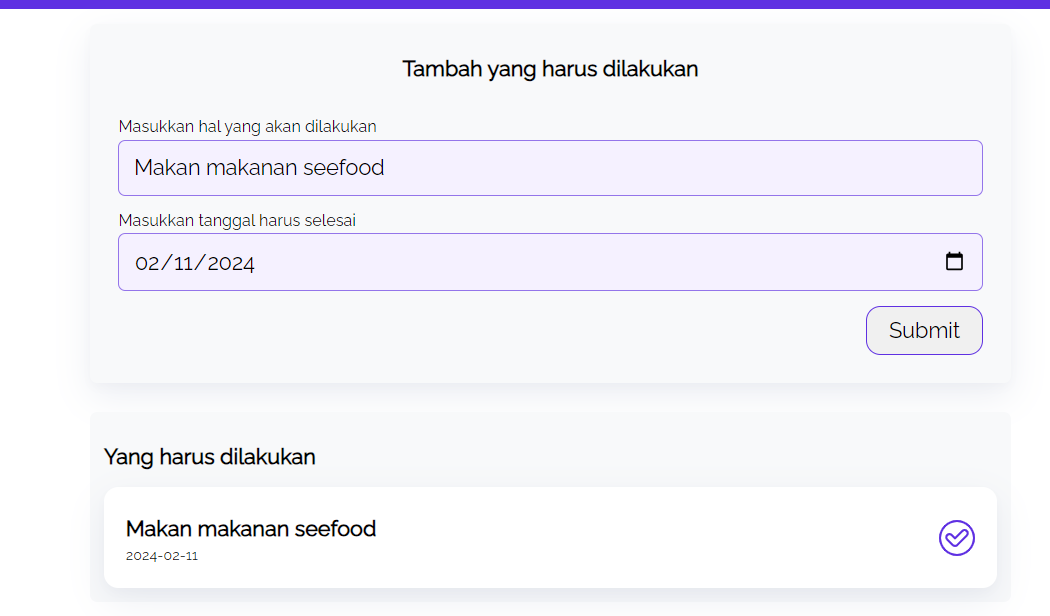 Tambah yang harus dilakukan
Masukkan hal yang akan dilakukan
Makan makanan seefood
Masukkan tanggal harus selesai
02/11/2024
Submit
Yang harus dilakukan
Makan makanan seefood
2024-02-11